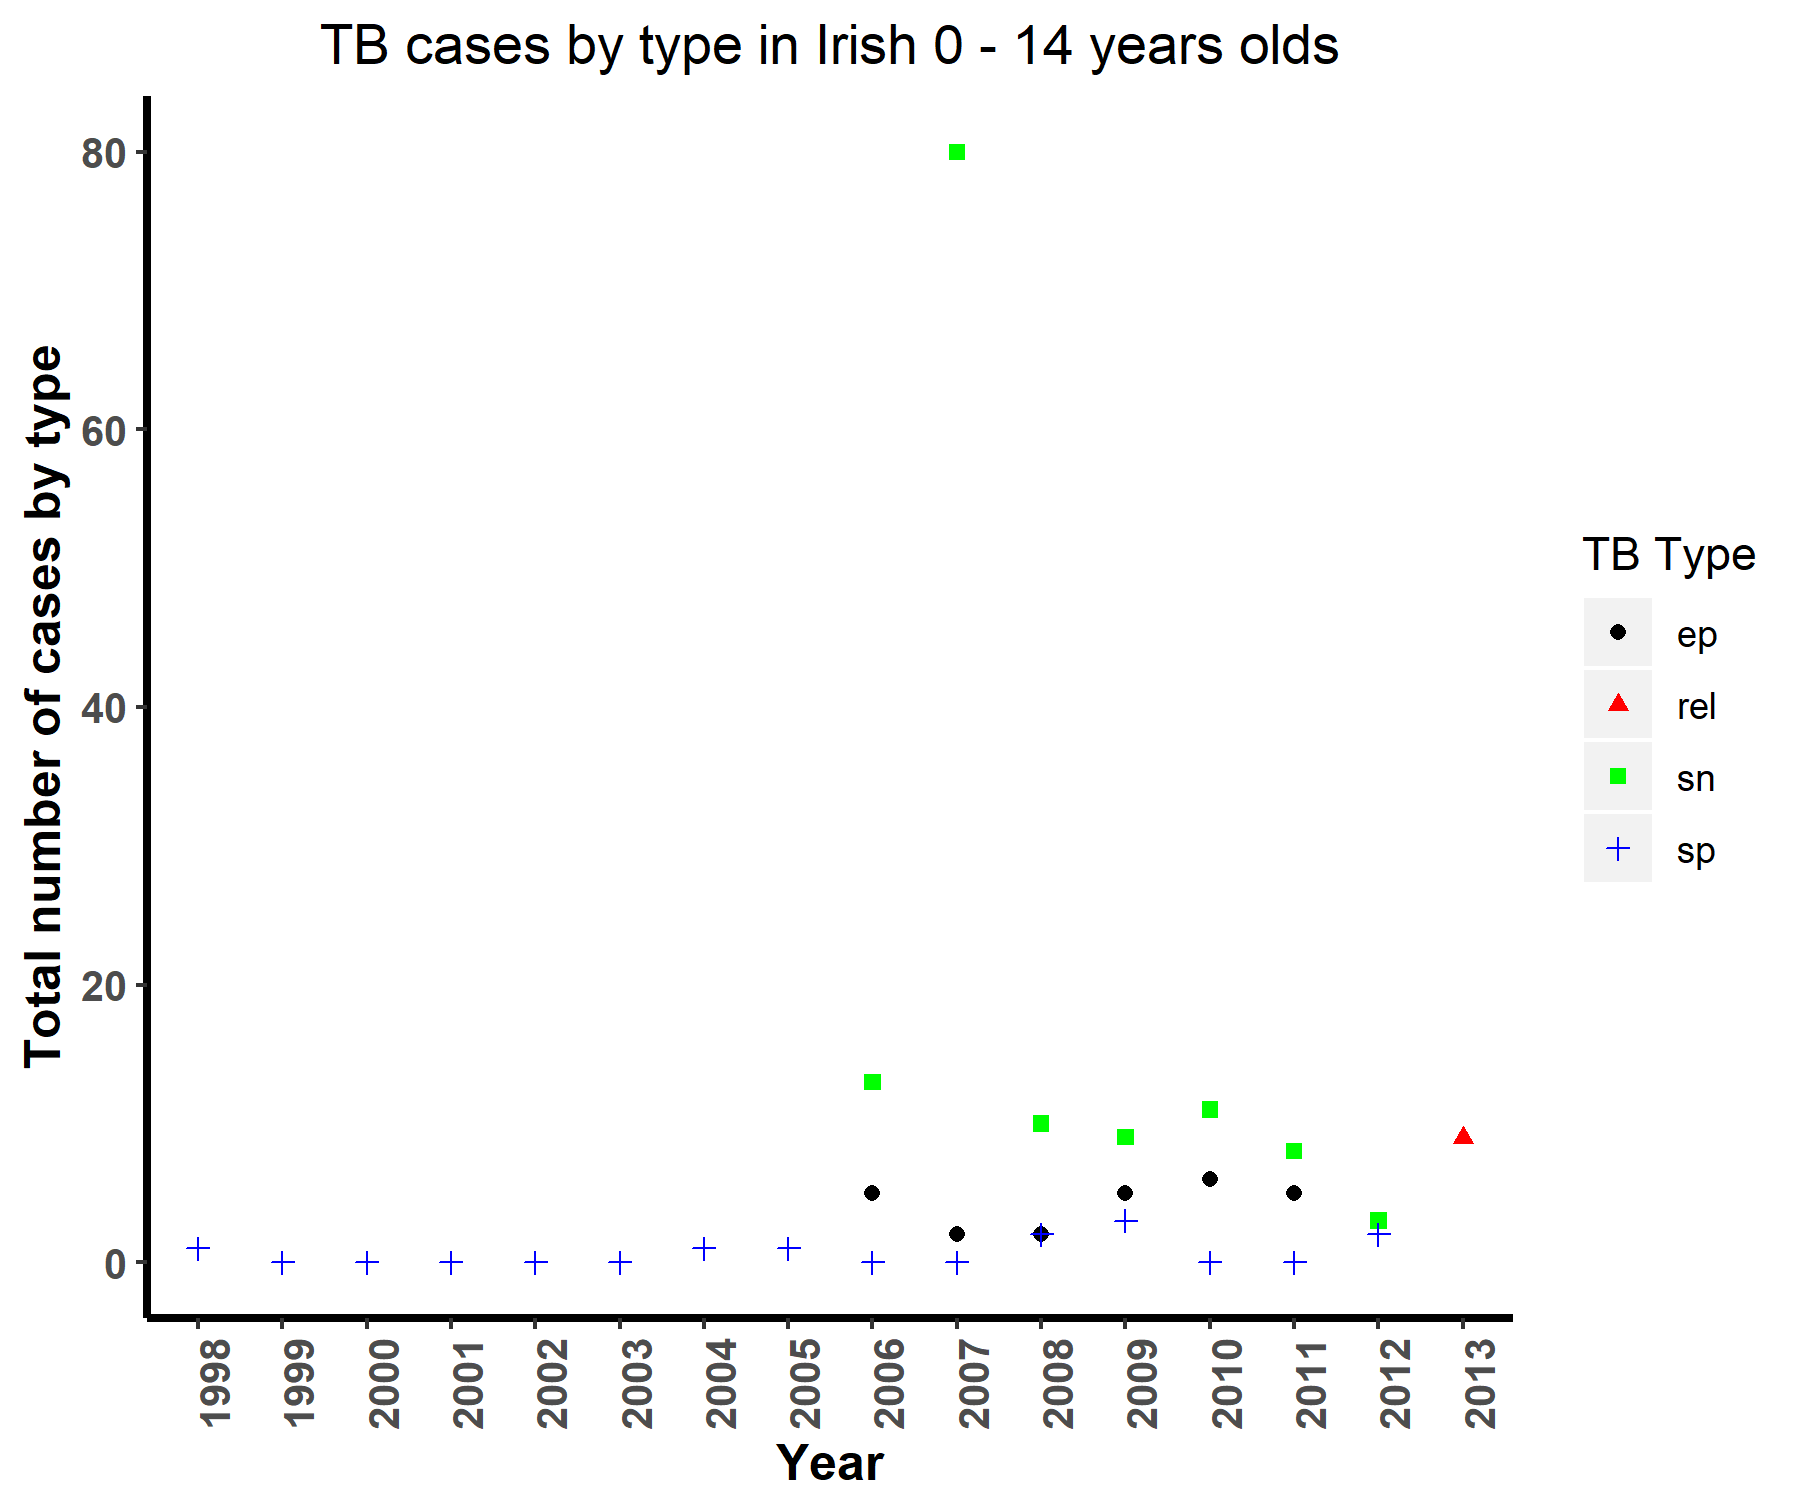 TB cases by type in Irish 0 - 14 years olds
Total number of cases by type
80
60
40
20
0
1998
1999
2000
2001
2002
2003
2004
2005
2006
2007
2008
2009
2010
2011
2012
2013
Year
TB Type
ep
rel
sn
sp